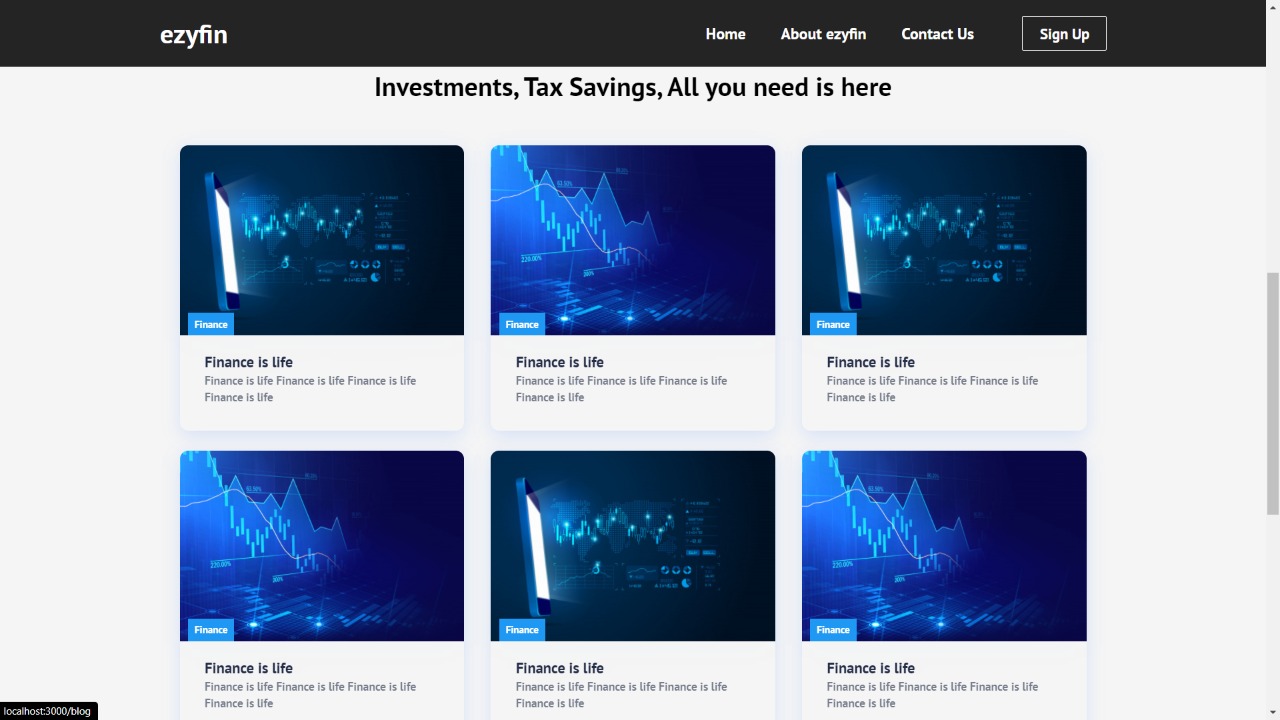 ezyfin
Home
About ezyfin
Contact Us
Sign Up
Investments, Tax Savings, All you need is here
220.00%
Finance
Finance is life
Finance is life Finance is life Finance is life
Finance is life
Finance
Finance is life
Finance is life Finance is life Finance is life
Finance is life
Finance
Finance is life
Finance is life Finance is life Finance is life
Finance is life
220.00%
Finance
Finance is life
Finance is life Finance is life Finance is life
Finance is life
Finance
Finance is life
Finance is life Finance is life Finance is life
Finance is life
220.00%
Finance
Finance is life
Finance is life Finance is life Finance is life
Finance is life
localhost:3000/blog